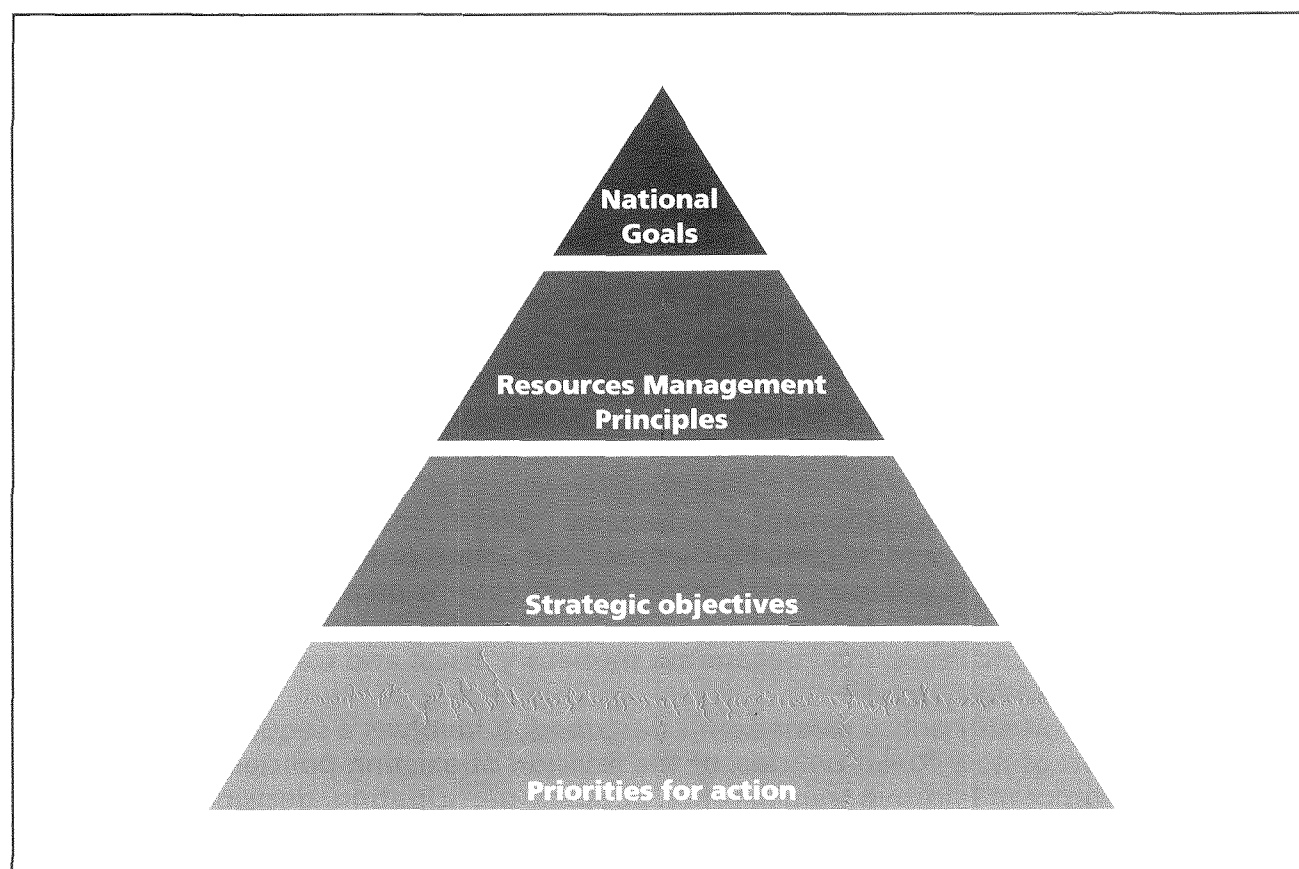 National
Goals
Resources Management
Principles
Strategic objectives
Priorities for action